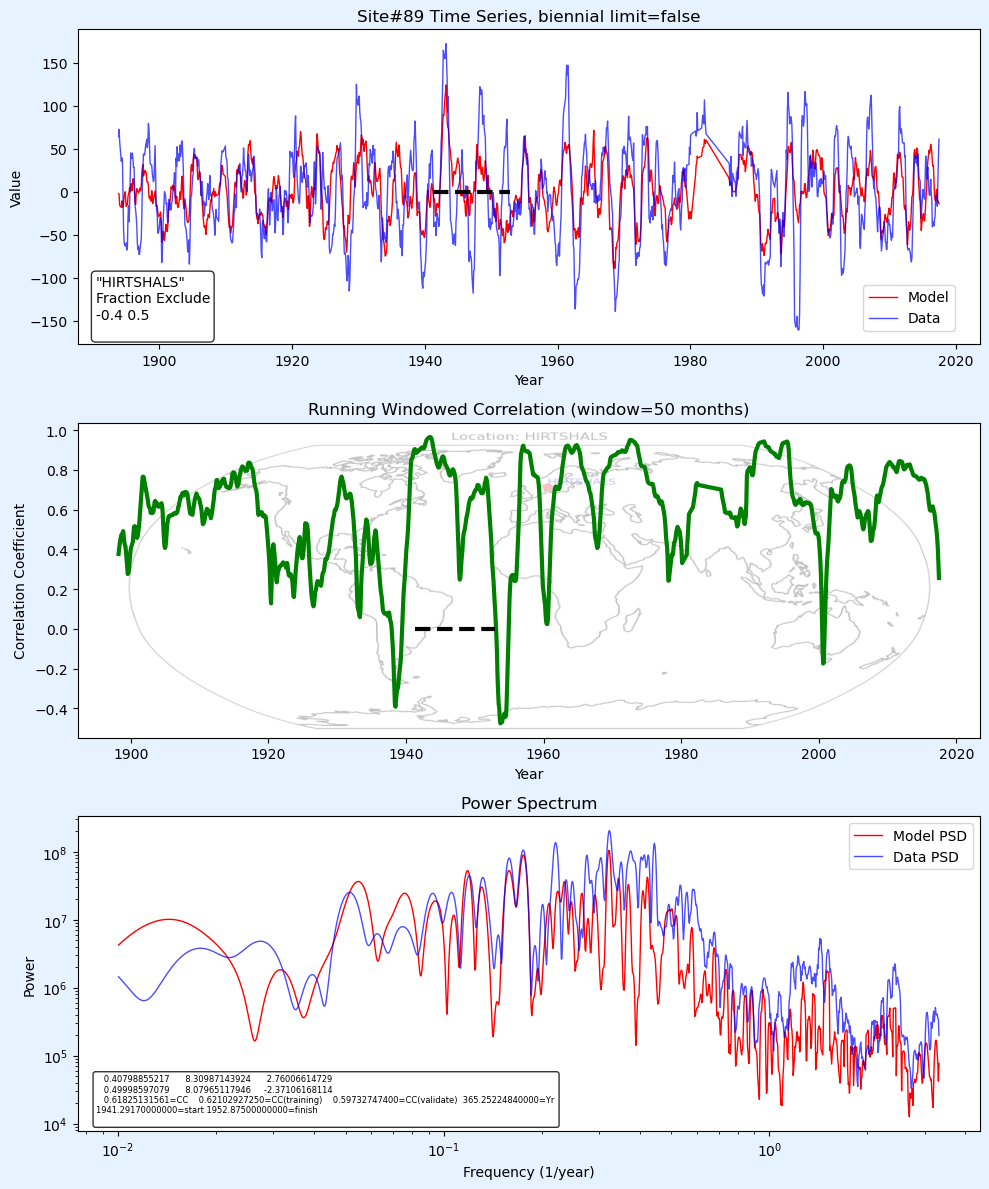 Site#89 Time Series, biennial limit=false
Value
150
100
50
0
−50
−100
−150
"HIRTSHALS"
Fraction Exclude
-0.4 0.5
Model
Data
1900
1920
1940
1960
1980
2000
2020
Year
Running Windowed Correlation (window=50 months)
Location: HIRTSHALS
Correlation Coefficient
1.0
0.8
0.6
0.4
0.2
0.0
−0.2
−0.4
1900
1920
1940
1960
1980
2000
2020
Year
Power Spectrum
Model PSD
Data PSD
Power
10^8
10^7
10^6
10^5
10^4
0.40798855217 8.30987143924 2.76006614729
0.49998597079 8.07965117946 -2.37106168114
0.61825131561=CC 0.62102927250=CC(training) 0.59732747400=CC(validate) 365.25224840000=Yr
1941.29170000000=start 1952.87500000000=finish
10^−2
10^−1
10^0
Frequency (1/year)